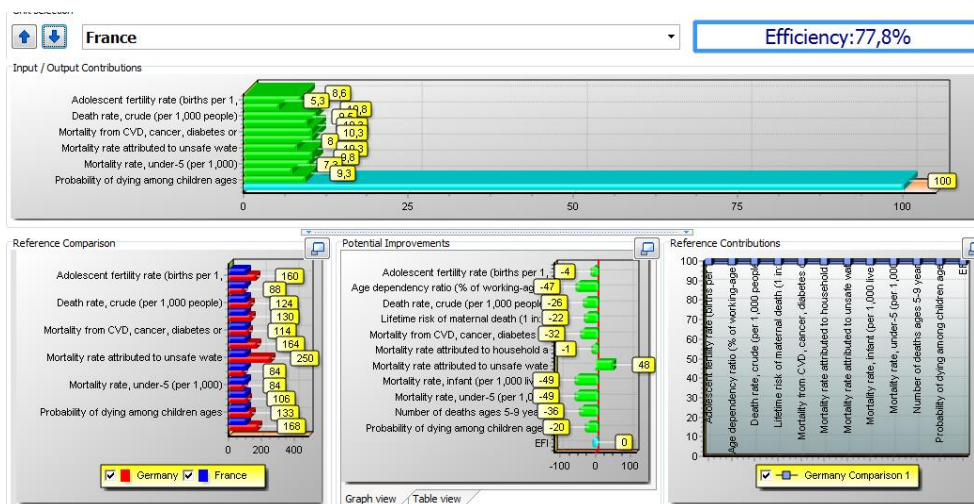 France
Efficiency:77,8%
Input / Output Contributions
Adolescent fertility rate (births per 1,
Death rate, crude (per 1,000 people)
Mortality from CVD, cancer, diabetes or
Mortality rate attributed to unsafe wate
Mortality rate, under-5 (per 1,000)
Probability of dying among children ages
8,6
5,3
10,3
8
10,3
9,8
9,3
100
0 25 50 75 100
Reference Comparison
Adolescent fertility rate (births per 1,
Death rate, crude (per 1,000 people)
Mortality from CVD, cancer, diabetes or
Mortality rate attributed to unsafe wate
Mortality rate, under-5 (per 1,000)
Probability of dying among children ages
160
88
124
130
114
164
250
84
84
106
133
168
0 200 400
Germany France
Potential Improvements
Adolescent fertility rate (births per 1, -4
Age dependency ratio (% of working-ag -47
Death rate, crude (per 1,000 people) -26
Lifetime risk of maternal death (1 in: -22
Mortality from CVD, cancer, diabetes -32
Mortality rate attributed to household a -1
Mortality rate attributed to unsafe wate 48
Mortality rate, infant (per 1,000 liv -49
Mortality rate, under-5 (per 1,0 -49
Number of deaths ages 5-9 yea -36
Probability of dying among children age -20
EFI 0
-100 0 100
Graph view Table view
Reference Contributions
100
90
80
70
60
50
40
30
20
10
0
Adolescent fertility rate (births per
Age dependency ratio (% of working-age
Death rate, crude (per 1,000 people
Lifetime risk of maternal death (1 in:
Mortality from CVD, cancer, diabetes
Mortality rate attributed to household
Mortality rate attributed to unsafe wat
Mortality rate, infant (per 1,000 live
Mortality rate, under-5 (per 1,000
Number of deaths ages 5-9 year
Probability of dying among children age
EFI
Germany Comparison 1